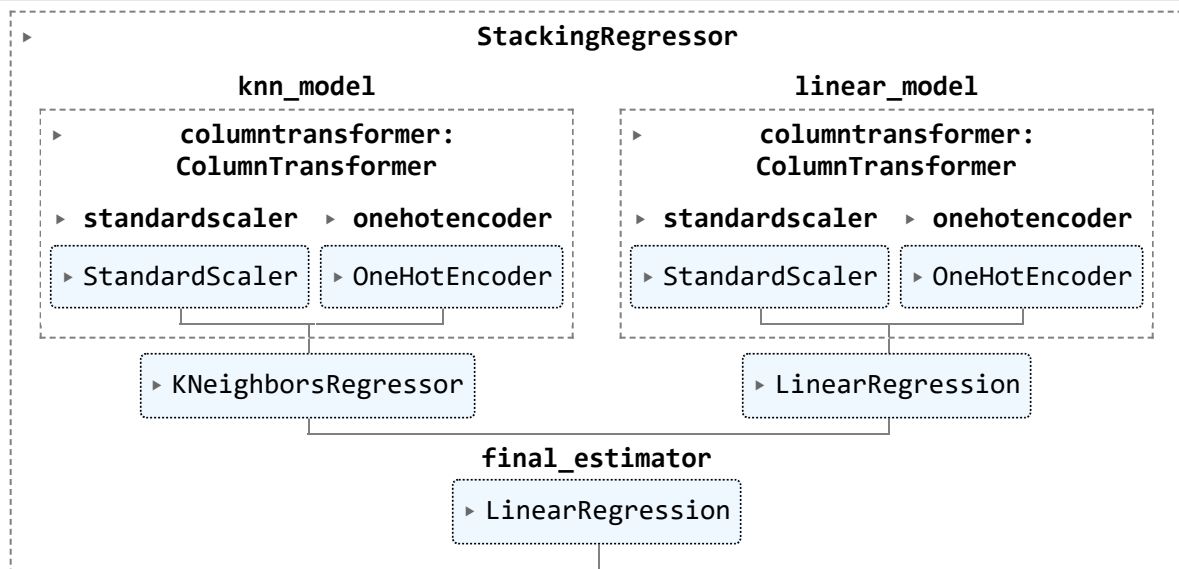 StackingRegressor
knn_model
linear_model
columntransformer:
ColumnTransformer
columntransformer:
ColumnTransformer
standardscaler
onehotencoder
standardscaler
onehotencoder
StandardScaler
OneHotEncoder
StandardScaler
OneHotEncoder
KNeighborsRegressor
LinearRegression
final_estimator
LinearRegression